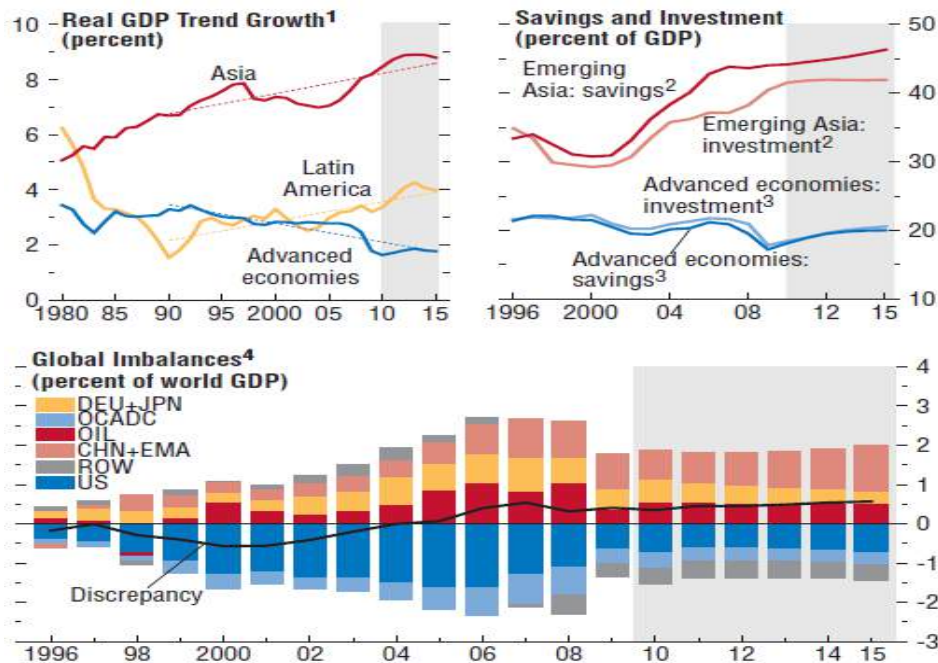 Real GDP Trend Growth1
(percent)
10
8
6
4
2
0
Asia
Latin
America
Advanced
economies
1980 85 90 95 2000 05 10 15
Savings and Investment
(percent of GDP)
50
40
30
20
10
Emerging
Asia: savings2
Emerging Asia:
investment2
Advanced economies:
investment3
Advanced economies:
savings3
1996 2000 04 08 12 15
Global Imbalances4
(percent of world GDP)
DEU+JPN
OCADC
OIL
CHN+EMA
ROW
US
Discrepancy
4
3
2
1
0
-1
-2
-3
1996 98 2000 02 04 06 08 10 12 14 15